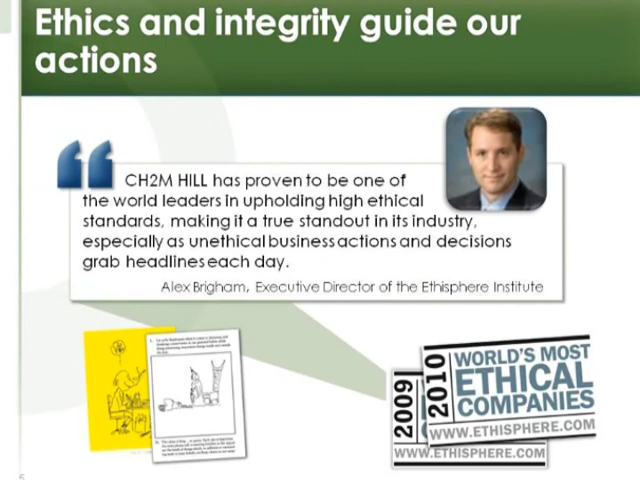 Ethics and integrity guide our
actions
CH2M HILL has proven to be one of
the world leaders in upholding high ethical
standards, making it a true standout in its industry,
especially as unethical business actions and decisions
grab headlines each day.
Alex Brigham, Executive Director of the Ethisphere Institute
2009
2010
WORLD'S MOST
ETHICAL
COMPANIES
WWW.ETHISPHERE.COM
WWW.ETHISPHERE.COM